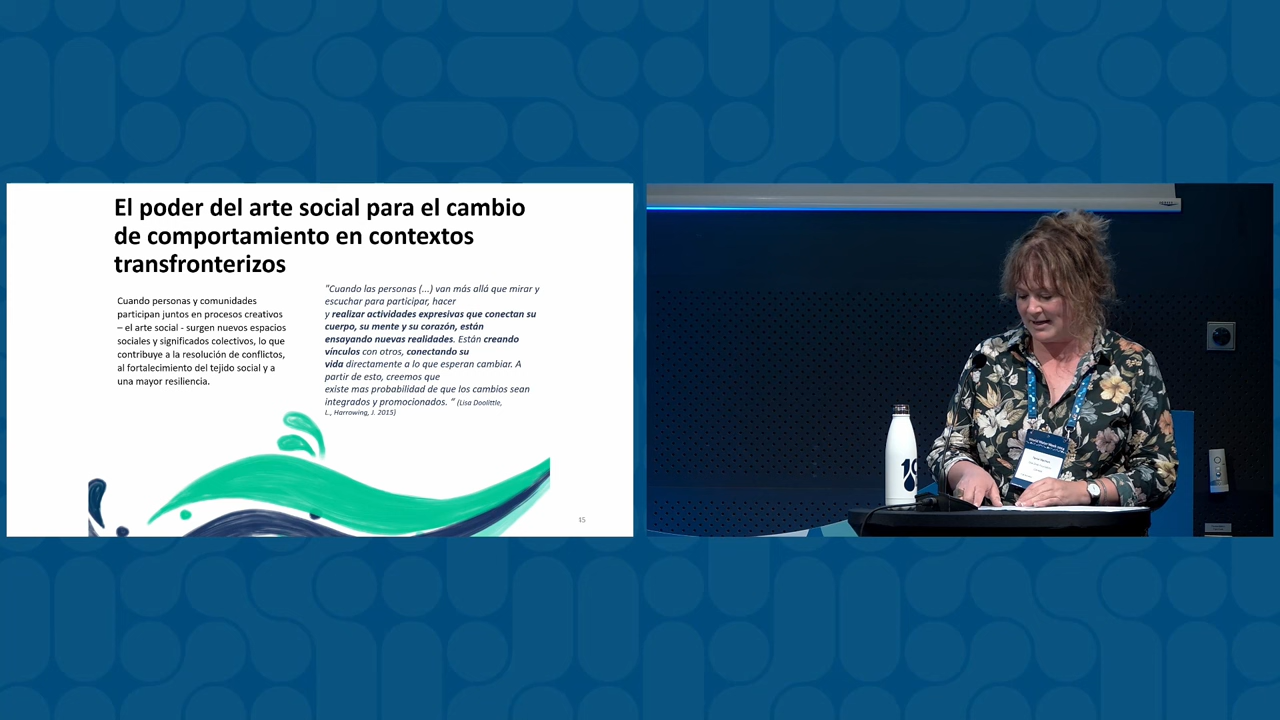 El poder del arte social para el cambio
de comportamiento en contextos
transfronterizos
Cuando personas y comunidades
participan juntos en procesos creativos
– el arte social - surgen nuevos espacios
sociales y significados colectivos, lo que
contribuye a la resolución de conflictos,
al fortalecimiento del tejido social y a
una mayor resiliencia.
"Cuando las personas (...) van más allá que mirar y
escuchar para participar, hacer
y realizar actividades expresivas que conectan su
cuerpo, su mente y su corazón, están
ensayando nuevas realidades. Están creando
vínculos con otros, conectando su
vida directamente a lo que esperan cambiar. A
partir de esto, creemos que
existe mas probabilidad de que los cambios sean
integrados y promocionados. " (Lisa Doolittle,
L., Harrowing, J. 2015)
15
World Water Week